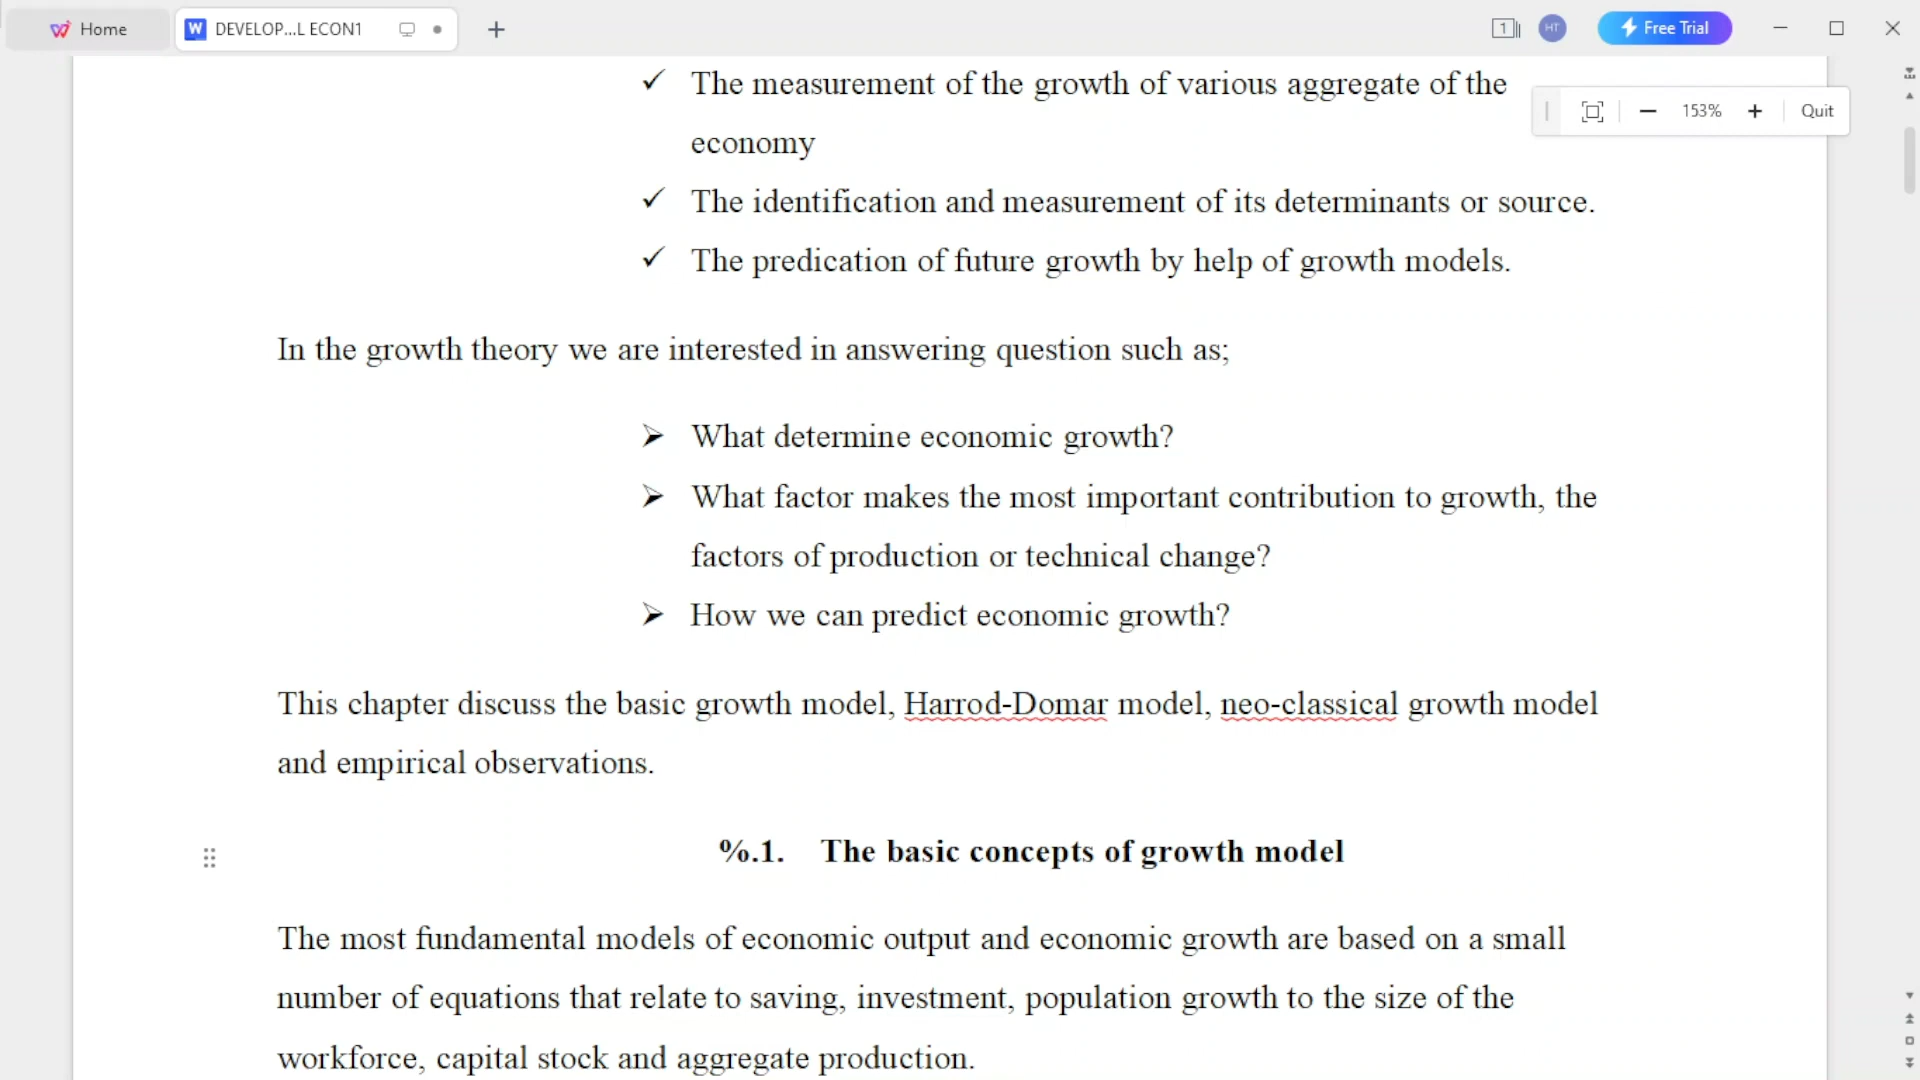 Home
DEVELOP...L ECON1
1
HT
Free Trial
153%
Quit
✓ The measurement of the growth of various aggregate of the
economy
✓ The identification and measurement of its determinants or source.
✓ The predication of future growth by help of growth models.
In the growth theory we are interested in answering question such as;
➢ What determine economic growth?
➢ What factor makes the most important contribution to growth, the
factors of production or technical change?
➢ How we can predict economic growth?
This chapter discuss the basic growth model, Harrod-Domar model, neo-classical growth model
and empirical observations.
%.1. The basic concepts of growth model
The most fundamental models of economic output and economic growth are based on a small
number of equations that relate to saving, investment, population growth to the size of the
workforce, capital stock and aggregate production.